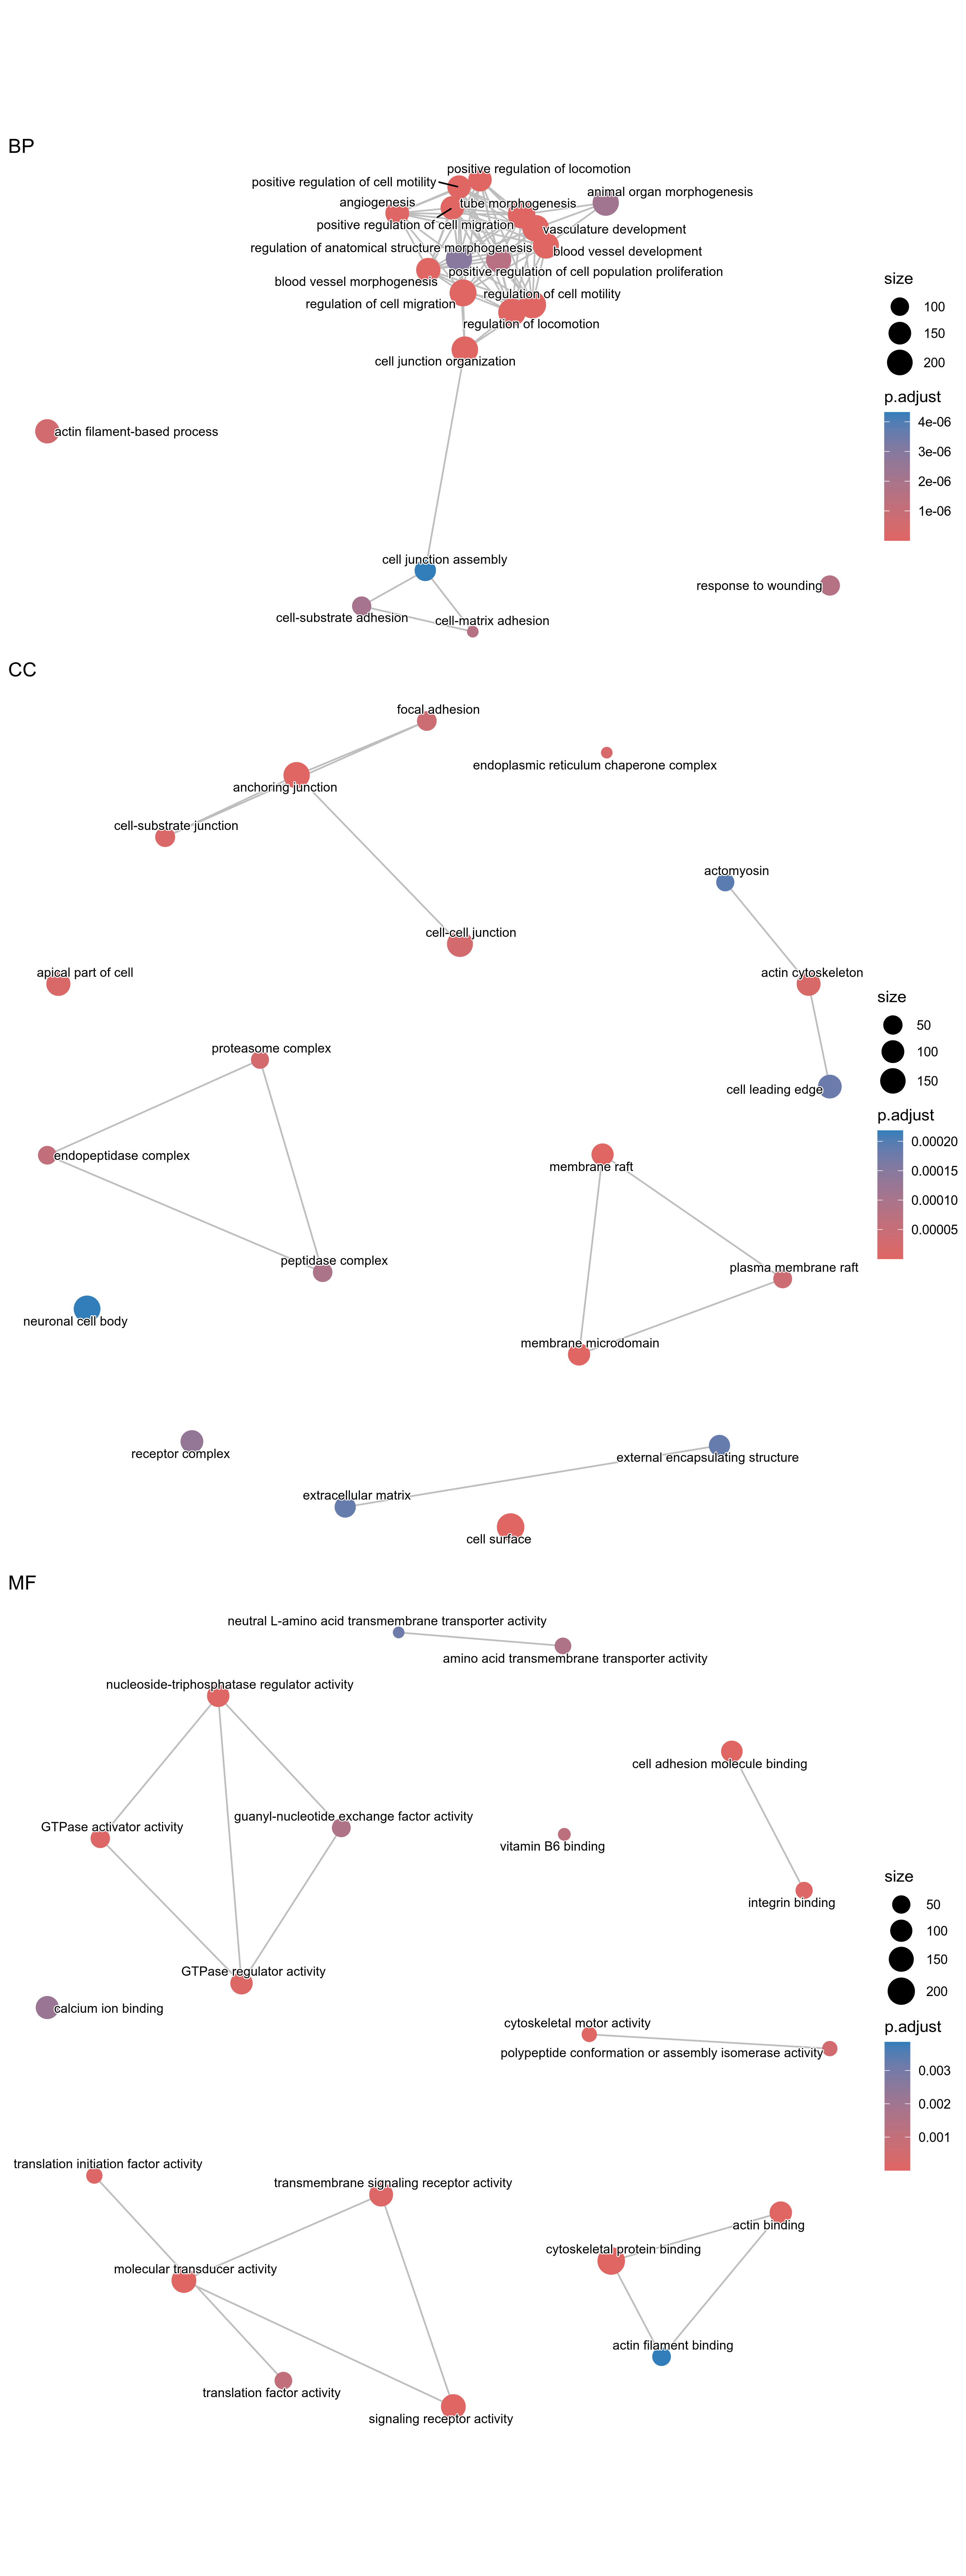 BP
positive regulation of locomotion
positive regulation of cell motility
animal organ morphogenesis
angiogenesis
tube morphogenesis
positive regulation of cell migration
vasculature development
regulation of anatomical structure morphogenesis
blood vessel development
positive regulation of cell population proliferation
blood vessel morphogenesis
regulation of cell motility
regulation of cell migration
regulation of locomotion
cell junction organization
actin filament-based process
cell junction assembly
response to wounding
cell-substrate adhesion
cell-matrix adhesion
size
100
150
200
p.adjust
4e-06
3e-06
2e-06
1e-06
CC
focal adhesion
endoplasmic reticulum chaperone complex
anchoring junction
cell-substrate junction
actomyosin
cell-cell junction
apical part of cell
actin cytoskeleton
proteasome complex
cell leading edge
endopeptidase complex
membrane raft
peptidase complex
plasma membrane raft
neuronal cell body
membrane microdomain
receptor complex
external encapsulating structure
extracellular matrix
cell surface
size
50
100
150
p.adjust
0.00020
0.00015
0.00010
0.00005
MF
neutral L-amino acid transmembrane transporter activity
amino acid transmembrane transporter activity
nucleoside-triphosphatase regulator activity
cell adhesion molecule binding
guanyl-nucleotide exchange factor activity
GTPase activator activity
vitamin B6 binding
integrin binding
GTPase regulator activity
calcium ion binding
cytoskeletal motor activity
polypeptide conformation or assembly isomerase activity
translation initiation factor activity
transmembrane signaling receptor activity
actin binding
cytoskeletal protein binding
molecular transducer activity
actin filament binding
translation factor activity
signaling receptor activity
size
50
100
150
200
p.adjust
0.003
0.002
0.001